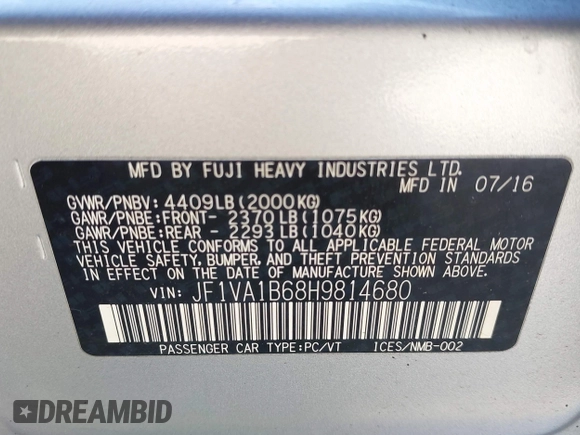 MFD BY FUJI HEAVY INDUSTRIES LTD.
MFD IN 07/16
GVWR/PNBV: 4409LB(2000KG)
GAWR/PNBE:FRONT- 2370LB(1075KG)
GAWR/PNBE:REAR - 2293LB(1040KG)
THIS VEHICLE CONFORMS TO ALL APPLICABLE FEDERAL MOTOR
VEHICLE SAFETY, BUMPER, AND THEFT PREVENTION STANDARDS
IN EFFECT ON THE DATE OF MANUFACTURE SHOWN ABOVE.
VIN: JF1VA1B68H9814680
PASSENGER CAR TYPE:PC/VT ICES/NMB-002
DREAMBID